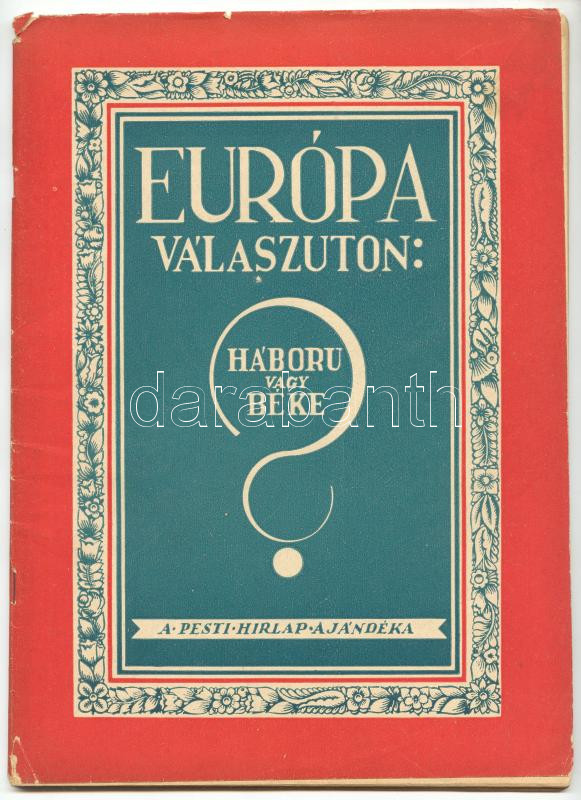 EURÓPA
VÁLASZUTON:
HÁBORU
VAGY
BÉKE
darabanth
A·PESTI·HIRLAP·AJÁNDÉKA